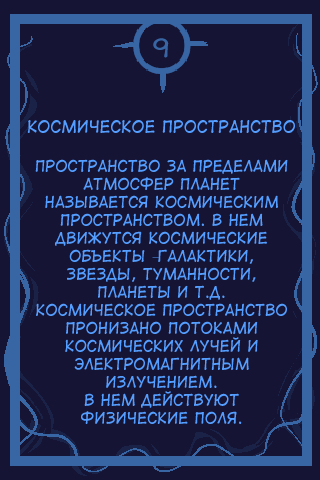 9
КОСМИЧЕСКОЕ ПРОСТРАНСТВО
ПРОСТРАНСТВО ЗА ПРЕДЕЛАМИ
АТМОСФЕР ПЛАНЕТ
НАЗЫВАЕТСЯ КОСМИЧЕСКИМ
ПРОСТРАНСТВОМ. В НЕМ
ДВИЖУТСЯ КОСМИЧЕСКИЕ
ОБЪЕКТЫ -ГАЛАКТИКИ,
ЗВЕЗДЫ, ТУМАННОСТИ,
ПЛАНЕТЫ И Т.Д.
КОСМИЧЕСКОЕ ПРОСТРАНСТВО
ПРОНИЗАНО ПОТОКАМИ
КОСМИЧЕСКИХ ЛУЧЕЙ И
ЭЛЕКТРОМАГНИТНЫМ
ИЗЛУЧЕНИЕМ.
В НЕМ ДЕЙСТВУЮТ
ФИЗИЧЕСКИЕ ПОЛЯ.